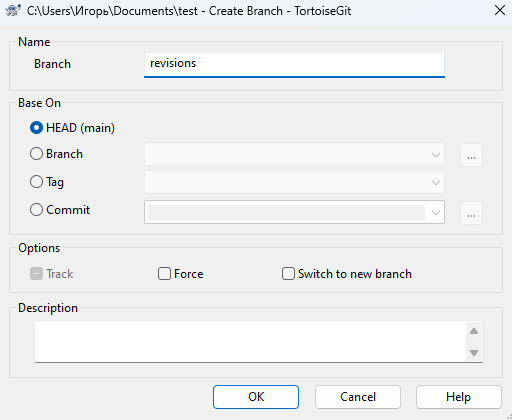 C:\Users\Игорь\Documents\test - Create Branch - TortoiseGit
Name
Branch revisions
Base On
HEAD (main)
Branch ...
Tag
Commit ...
Options
Track Force Switch to new branch
Description
OK Cancel Help